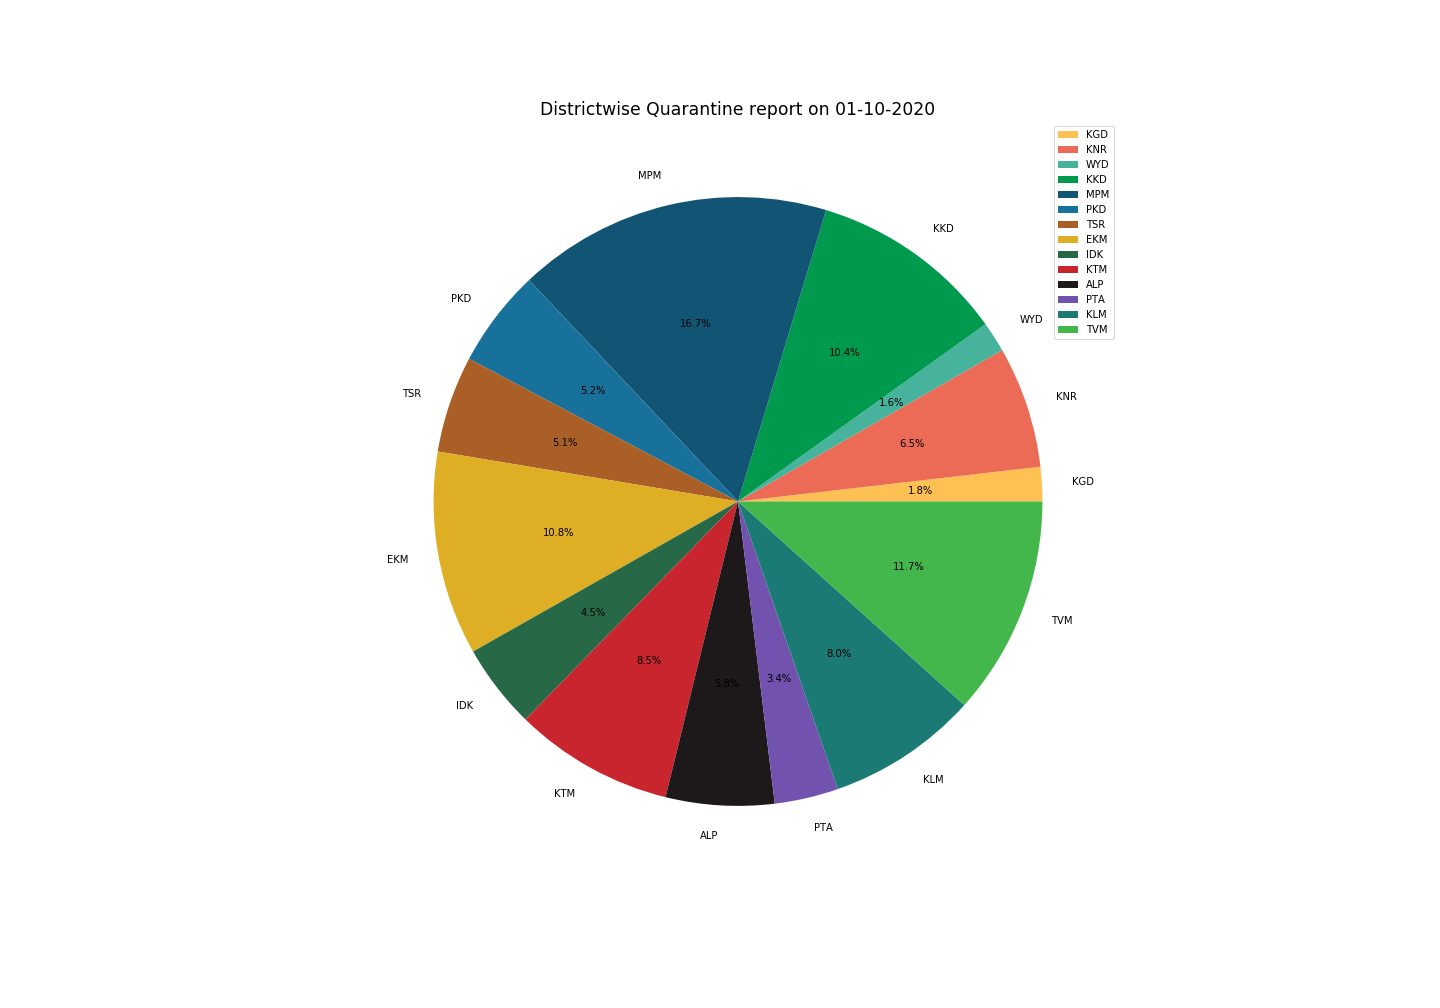 Districtwise Quarantine report on 01-10-2020
KGD
KNR
WYD
KKD
MPM
PKD
TSR
EKM
IDK
KTM
ALP
PTA
KLM
TVM
MPM
KKD
PKD
WYD
16.7%
10.4%
5.2%
TSR
1.6%
KNR
5.1%
6.5%
KGD
1.8%
10.8%
EKM
11.7%
4.5%
TVM
8.5%
8.0%
5.8%
3.4%
IDK
KTM
KLM
ALP
PTA